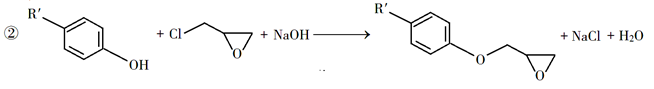 ② R′ OH + Cl O + NaOH ⟶ R′ O O + NaCl + H₂O